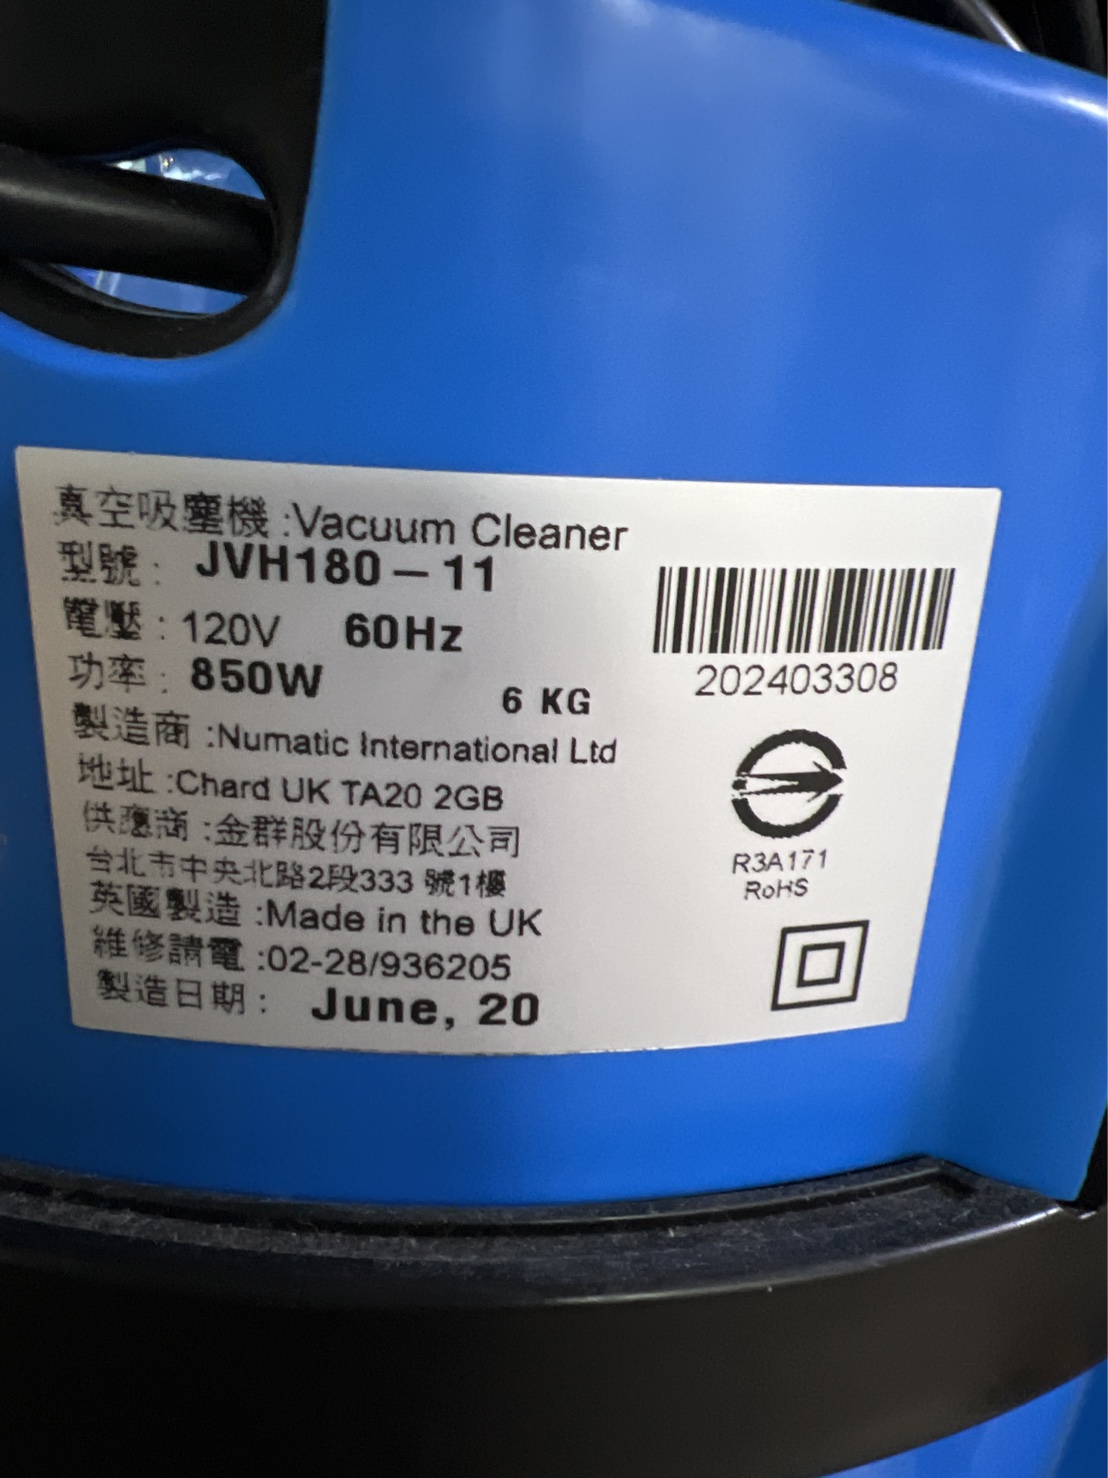 真空吸塵機 :Vacuum Cleaner
型號 : JVH180-11
電壓 : 120V 60Hz
功率 : 850W
6 KG
製造商 :Numatic International Ltd
地址 :Chard UK TA20 2GB
供應商 :金群股份有限公司
台北市中央北路2段333 號1樓
英國製造 :Made in the UK
維修請電 :02-28/936205
製造日期 : June, 20
202403308
R3A171
RoHS